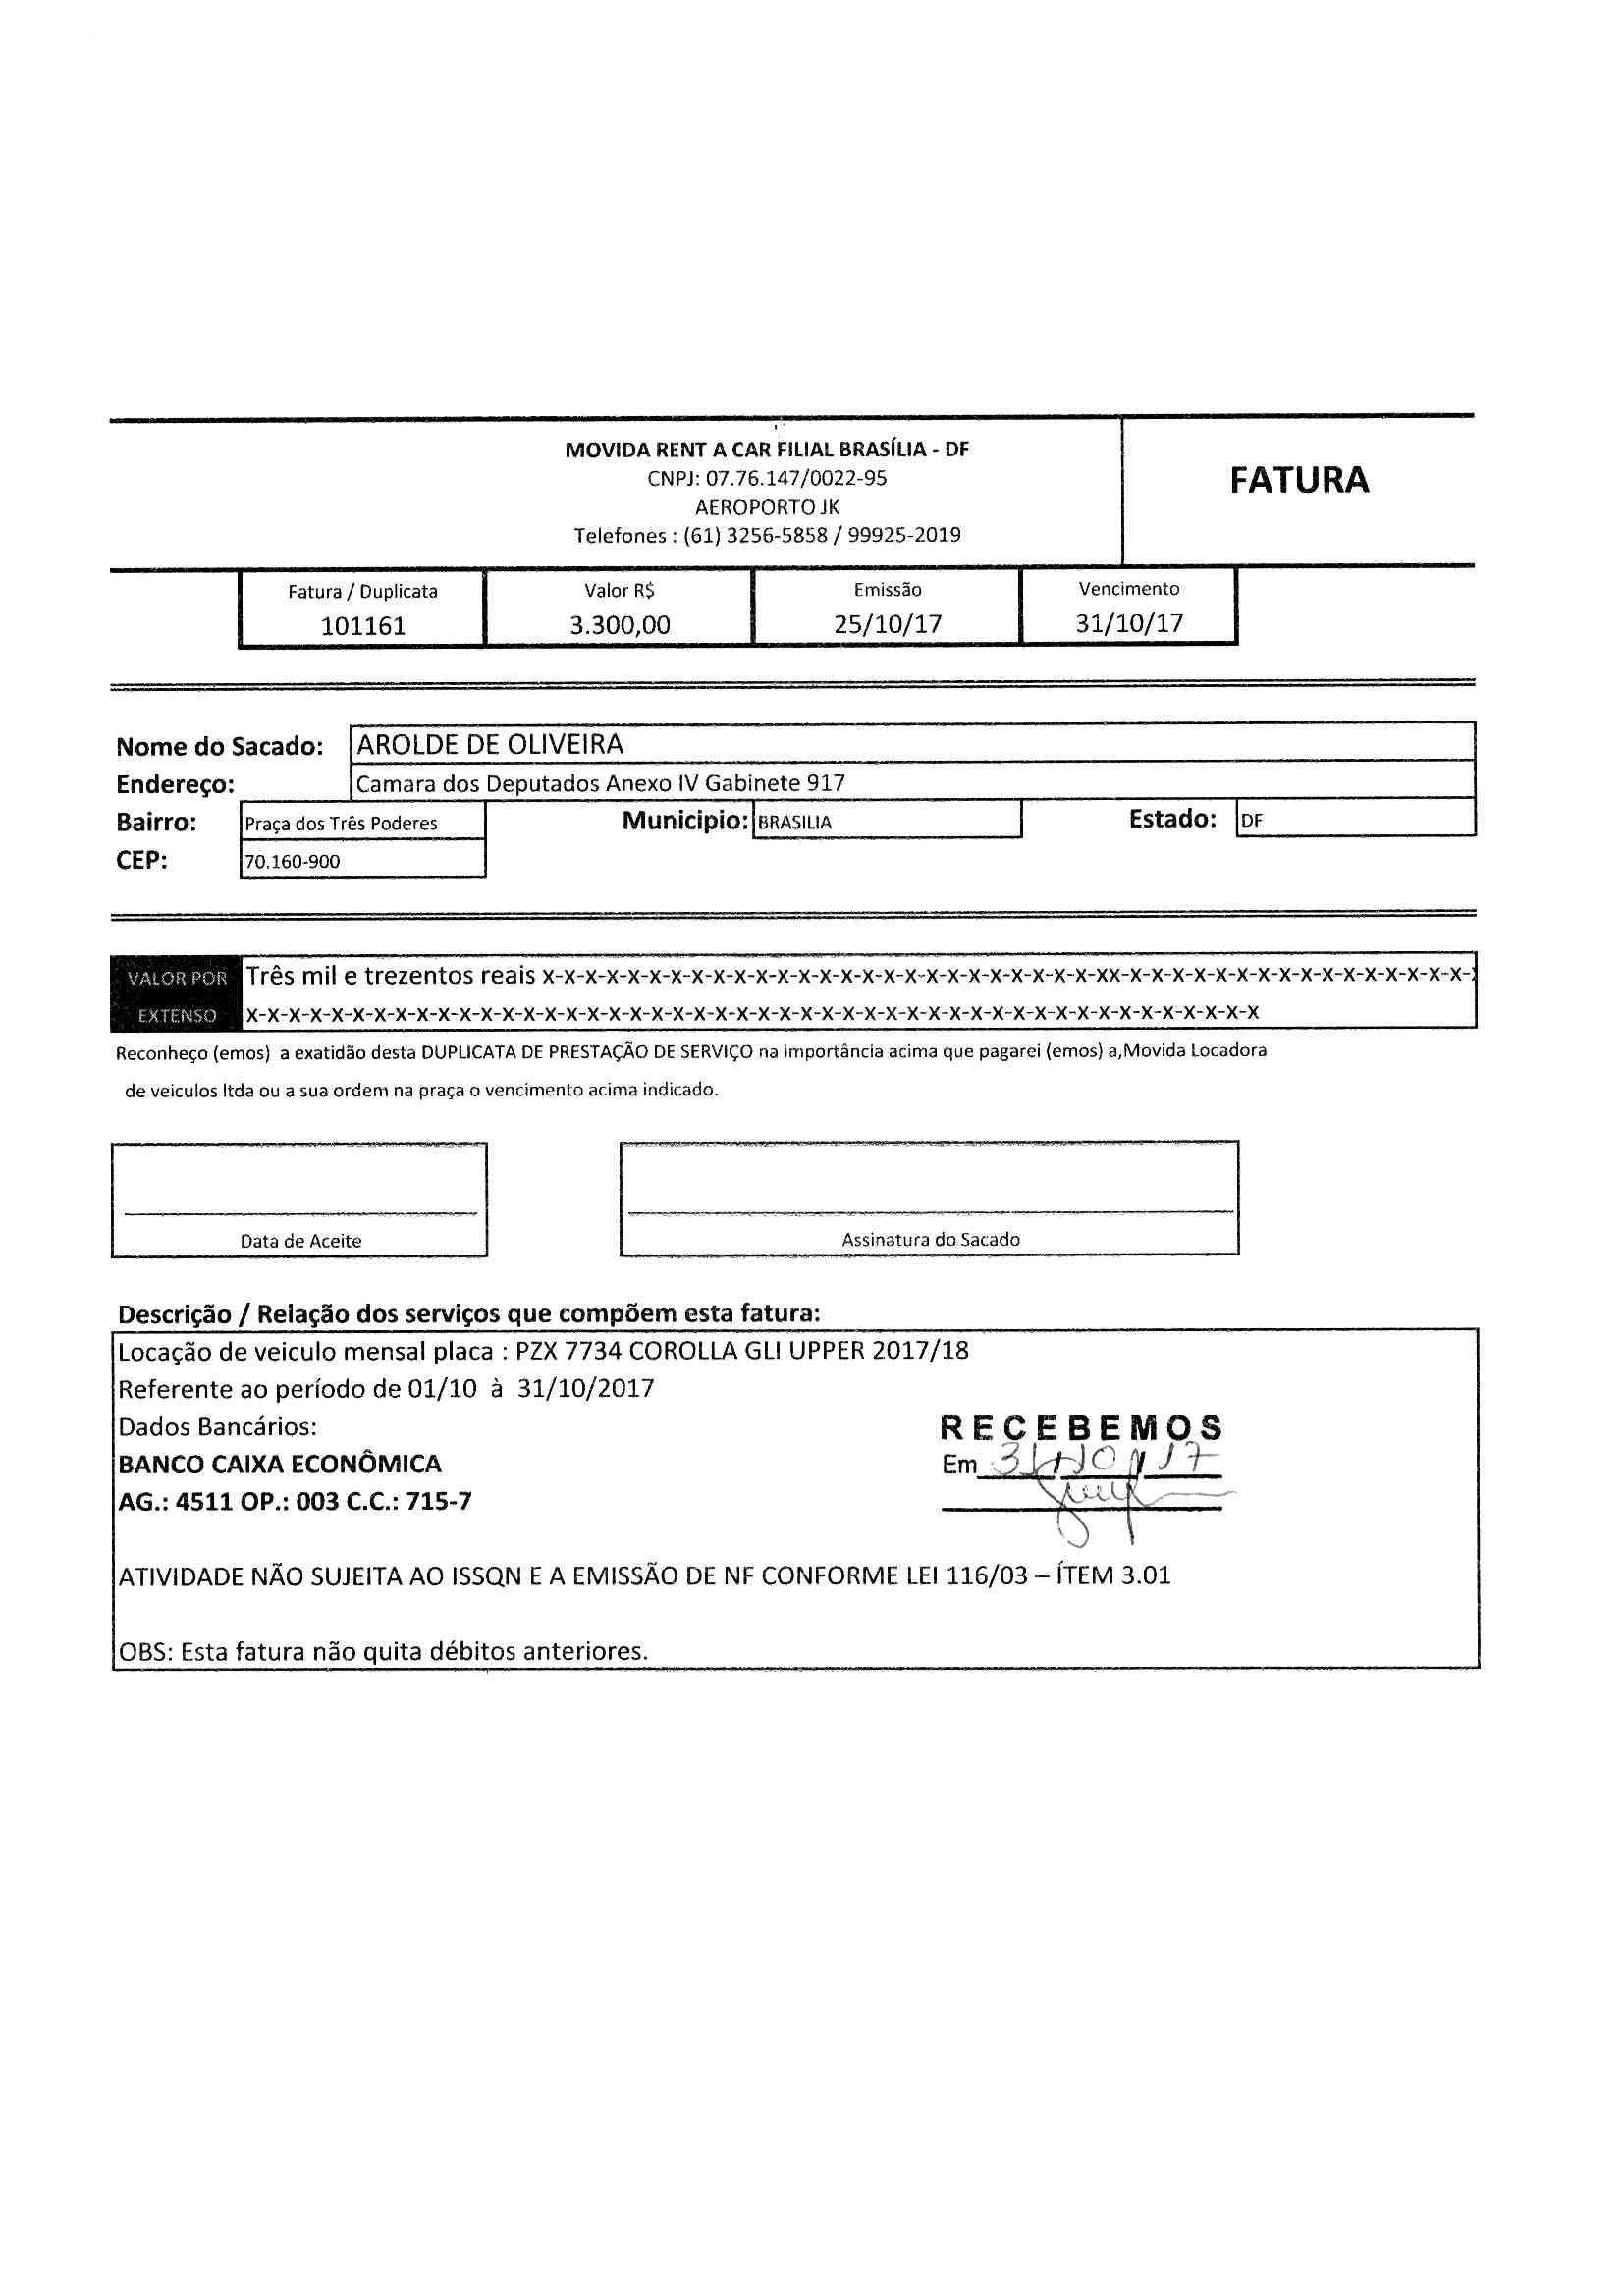 MOVIDA RENT A CAR FILIAL BRASÍLIA - DF
CNPJ: 07.76.147/0022-95
AEROPORTO JK
Telefones : (61) 3256-5858 / 99925-2019
FATURA
Fatura / Duplicata Valor R$ Emissão Vencimento
101161 3.300,00 25/10/17 31/10/17
Nome do Sacado: AROLDE DE OLIVEIRA
Endereço: Camara dos Deputados Anexo IV Gabinete 917
Bairro: Praça dos Três Poderes Municipio: BRASILIA Estado: DF
CEP: 70.160-900
VALOR POR Três mil e trezentos reais x-x-x-x-x-x-x-x-x-x-x-x-x-x-x-x-x-x-x-x-x-x-x-x-x-x-xx-x-x-x-x-x-x-x-x-x-x-x-x-x-x-x-x-
EXTENSO x-x-x-x-x-x-x-x-x-x-x-x-x-x-x-x-x-x-x-x-x-x-x-x-x-x-x-x-x-x-x-x-x-x-x-x-x-x-x-x-x-x-x-x-x-x-x-x
Reconheço (emos) a exatidão desta DUPLICATA DE PRESTAÇÃO DE SERVIÇO na importância acima que pagarei (emos) a,Movida Locadora
de veiculos ltda ou a sua ordem na praça o vencimento acima indicado.
Data de Aceite Assinatura do Sacado
Descrição / Relação dos serviços que compõem esta fatura:
Locação de veiculo mensal placa : PZX 7734 COROLLA GLI UPPER 2017/18
Referente ao período de 01/10 à 31/10/2017
Dados Bancários:
BANCO CAIXA ECONÔMICA
AG.: 4511 OP.: 003 C.C.: 715-7
RECEBEMOS
Em 31/10/17
ATIVIDADE NÃO SUJEITA AO ISSQN E A EMISSÃO DE NF CONFORME LEI 116/03 – ÍTEM 3.01
OBS: Esta fatura não quita débitos anteriores.